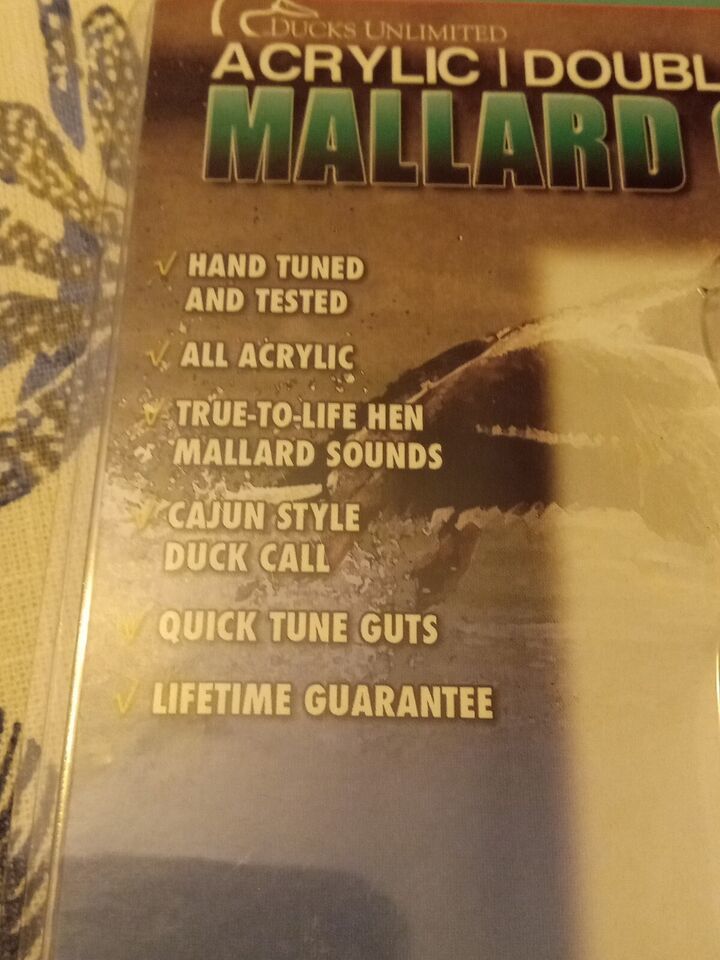 DUCKS UNLIMITED
ACRYLIC | DOUBL
MALLARD
✓ HAND TUNED
AND TESTED
✓ ALL ACRYLIC
✓ TRUE-TO-LIFE HEN
MALLARD SOUNDS
✓ CAJUN STYLE
DUCK CALL
✓ QUICK TUNE GUTS
✓ LIFETIME GUARANTEE